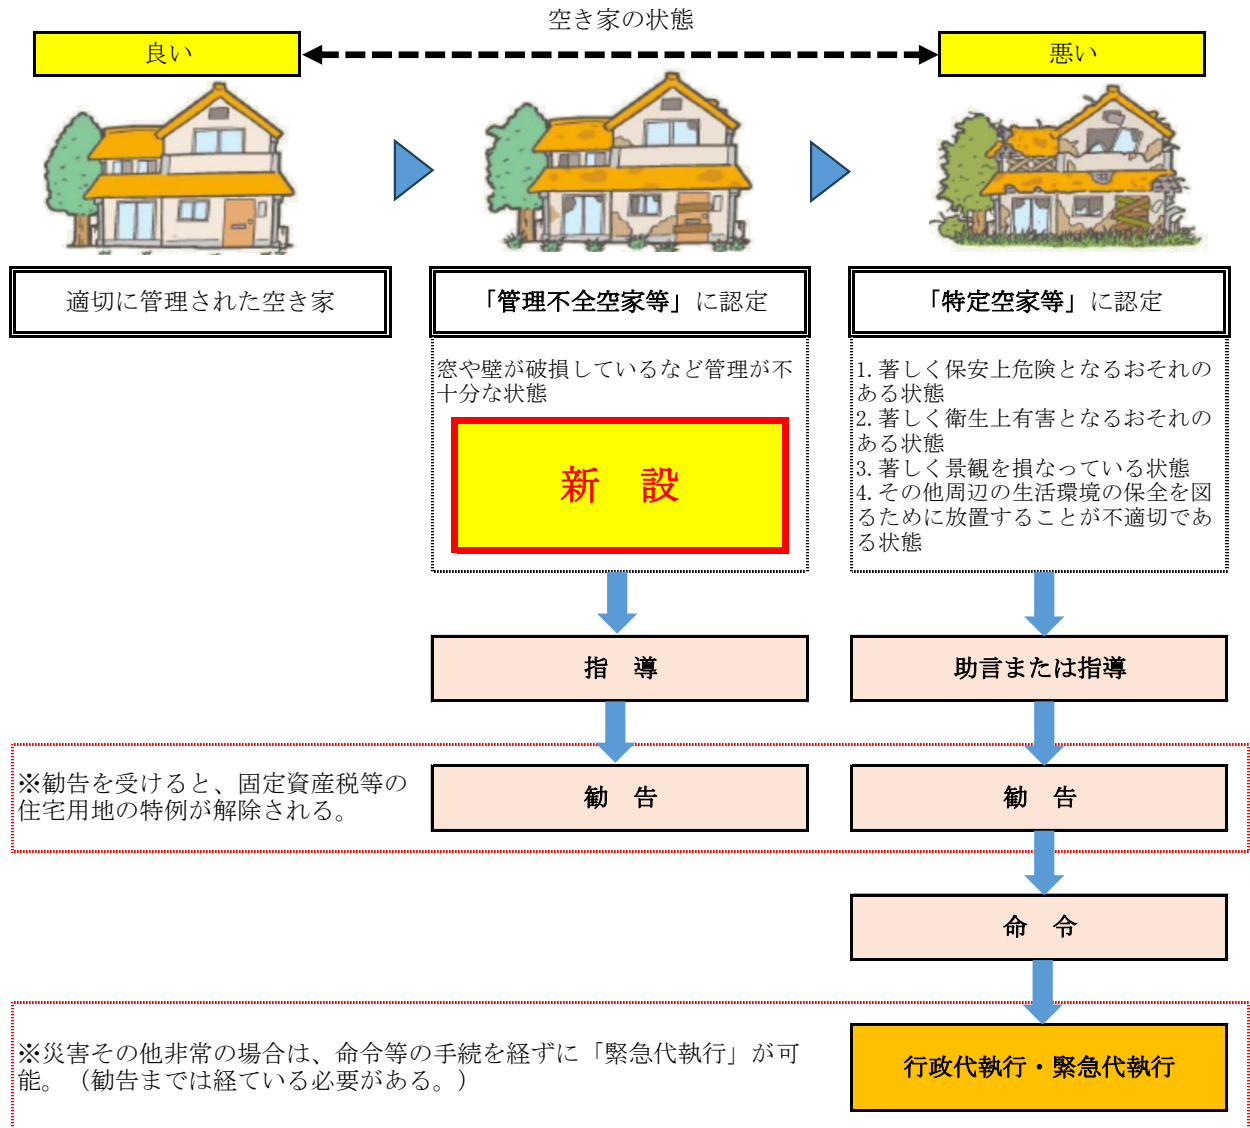 空き家の状態
良い
悪い
適切に管理された空き家
「管理不全空家等」に認定
「特定空家等」に認定
窓や壁が破損しているなど管理が不
十分な状態
新　設
1.著しく保安上危険となるおそれの
ある状態
2.著しく衛生上有害となるおそれの
ある状態
3.著しく景観を損なっている状態
4.その他周辺の生活環境の保全を図
るために放置することが不適切であ
る状態
指　導
助言または指導
※勧告を受けると、固定資産税等の
住宅用地の特例が解除される。
勧　告
勧　告
命　令
※災害その他非常の場合は、命令等の手続を経ずに「緊急代執行」が可
能。（勧告までは経ている必要がある。）
行政代執行・緊急代執行